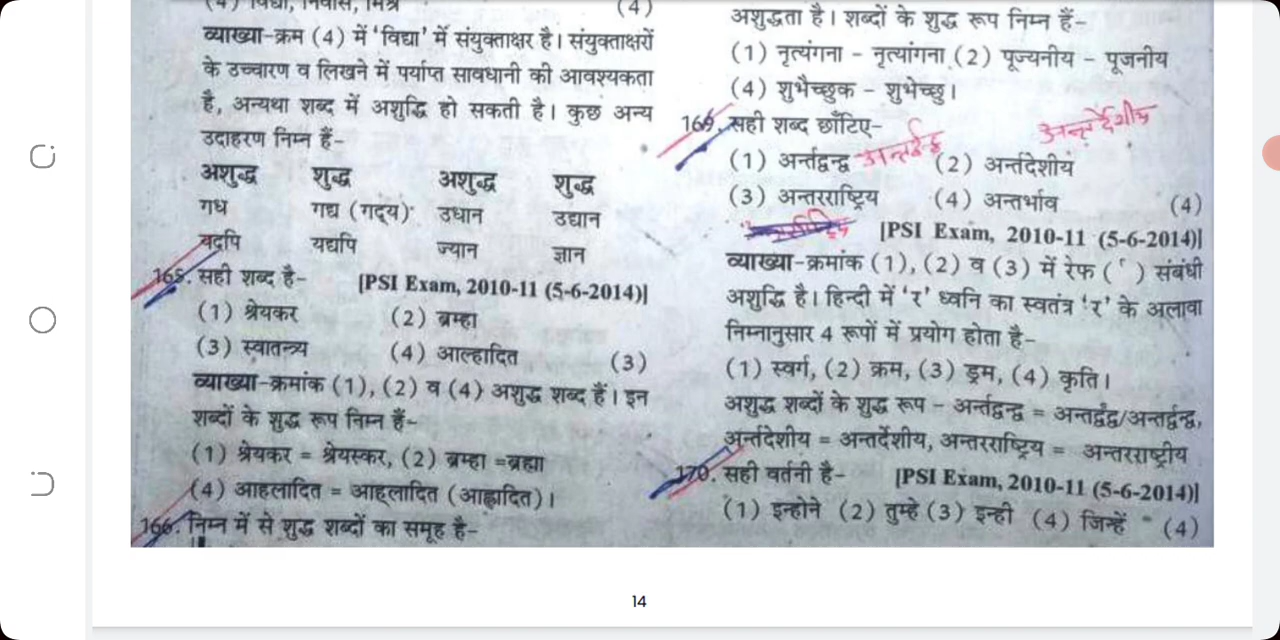 (4) विद्या, निवास, मित्र (4)
व्याख्या-क्रम (4) में 'विद्या' में संयुक्ताक्षर है। संयुक्ताक्षरों
के उच्चारण व लिखने में पर्याप्त सावधानी की आवश्यकता
है, अन्यथा शब्द में अशुद्धि हो सकती है। कुछ अन्य
उदाहरण निम्न हैं-
अशुद्ध शुद्ध अशुद्ध शुद्ध
गध गद्य (गद्‌य) उधान उद्यान
यदपि यद्यपि ज्यान ज्ञान
165. सही शब्द है- [PSI Exam, 2010-11 (5-6-2014)]
(1) श्रेयकर (2) ब्रम्हा
(3) स्वातन्त्र्य (4) आल्हादित (3)
व्याख्या-क्रमांक (1), (2) व (4) अशुद्ध शब्द हैं। इन
शब्दों के शुद्ध रूप निम्न हैं-
(1) श्रेयकर = श्रेयस्कर, (2) ब्रम्हा =ब्रह्मा
(4) आहलादित = आह्‌लादित (आह्लादित)।
166. निम्न में से शुद्ध शब्दों का समूह है-
अशुद्धता है। शब्दों के शुद्ध रूप निम्न हैं-
(1) नृत्यंगना - नृत्यांगना (2) पूज्यनीय - पूजनीय
(4) शुभैच्छुक - शुभेच्छु।
169. सही शब्द छाँटिए-
अन्तर्देशीय
(1) अर्न्तद्वन्द्व अन्तर्द्वन्द्व (2) अर्न्तदेशीय
(3) अन्तरराष्ट्रिय (4) अन्तर्भाव (4)
[PSI Exam, 2010-11 (5-6-2014)]
व्याख्या-क्रमांक (1), (2) व (3) में रेफ ( र्‍ ) संबंधी
अशुद्धि है। हिन्दी में 'र' ध्वनि का स्वतंत्र 'र' के अलावा
निम्नानुसार 4 रूपों में प्रयोग होता है-
(1) स्वर्ग, (2) क्रम, (3) ड्रम, (4) कृति।
अशुद्ध शब्दों के शुद्ध रूप - अर्न्तद्वन्द्व = अन्तर्द्वंद्व/अन्तर्द्वन्द्व,
अर्न्तदेशीय = अन्तर्देशीय, अन्तरराष्ट्रिय = अन्तरराष्ट्रीय
170. सही वर्तनी है- [PSI Exam, 2010-11 (5-6-2014)]
(1) इन्होने (2) तुम्हे (3) इन्ही (4) जिन्हें (4)
14